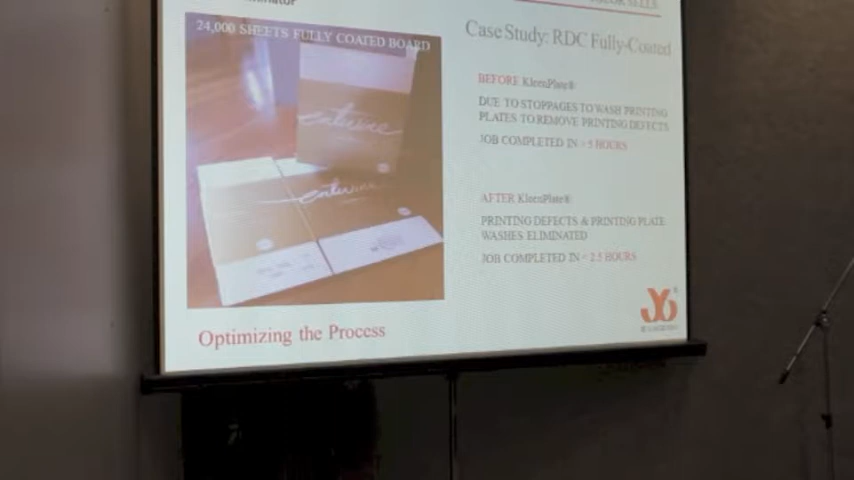 24,000 SHEETS FULLY COATED BOARD
Case Study: RDC Fully-Coated
BEFORE KleenPlate®
DUE TO STOPPAGES TO WASH PRINTING
PLATES TO REMOVE PRINTING DEFECTS
JOB COMPLETED IN > 5 HOURS
AFTER KleenPlate®
PRINTING DEFECTS & PRINTING PLATE
WASHES ELIMINATED
JOB COMPLETED IN < 2.5 HOURS
Optimizing the Process